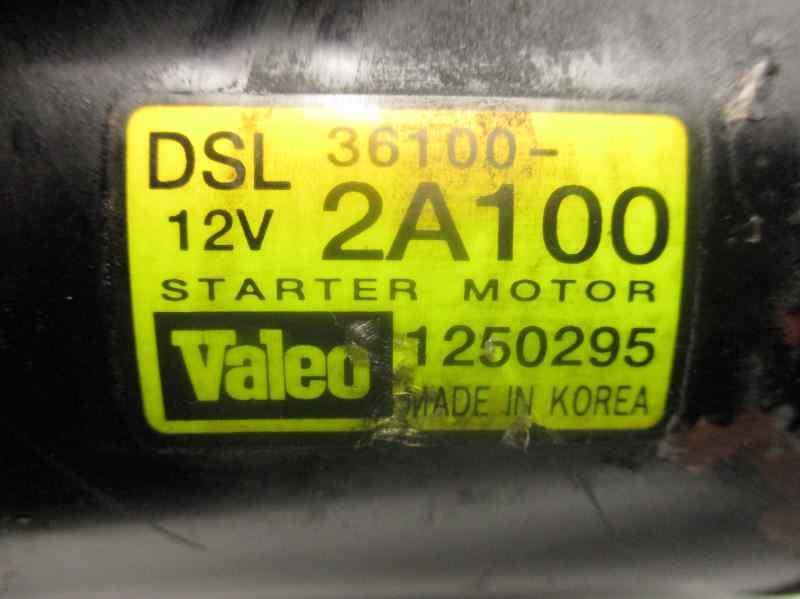 DSL 36100-
12V 2A100
STARTER MOTOR
Valeo 1250295
MADE IN KOREA